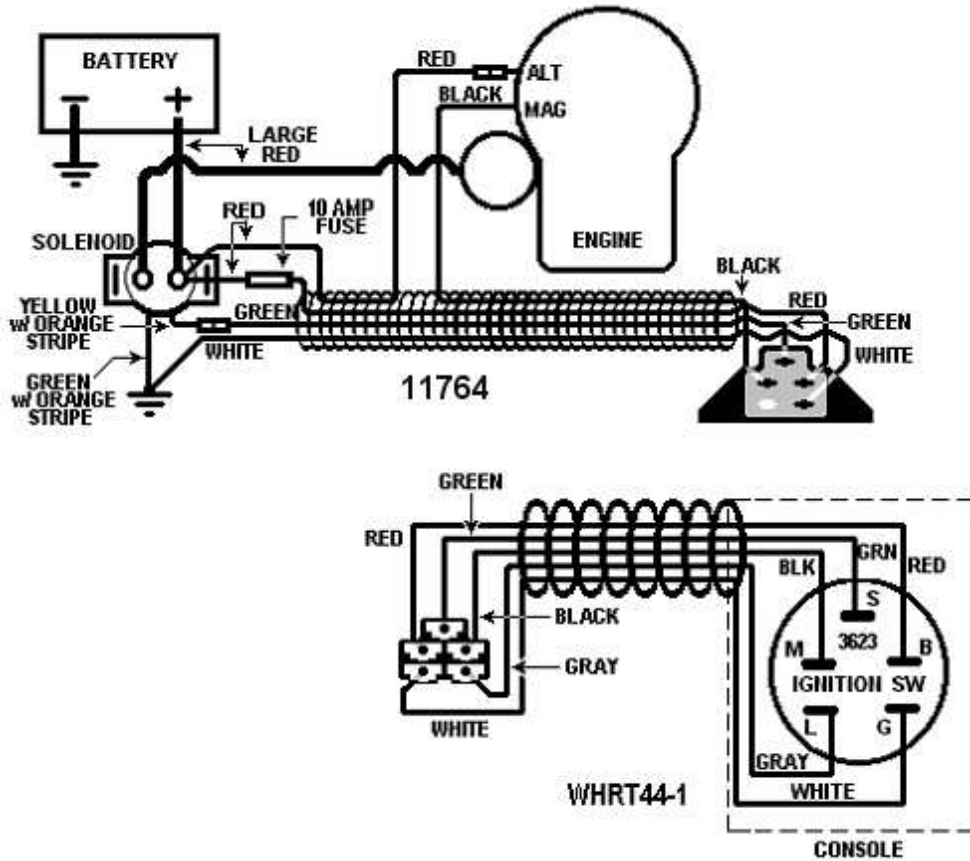 BATTERY
− +
LARGE
RED
RED
ALT
BLACK
MAG
ENGINE
SOLENOID
RED
10 AMP
FUSE
YELLOW
w/ ORANGE
STRIPE
GREEN
WHITE
GREEN
w/ ORANGE
STRIPE
11764
BLACK
RED
GREEN
WHITE
GREEN
RED
BLACK
GRAY
WHITE
BLK
GRN
RED
S
3623
M
B
IGNITION SW
L
G
GRAY
WHITE
WHRT44-1
CONSOLE